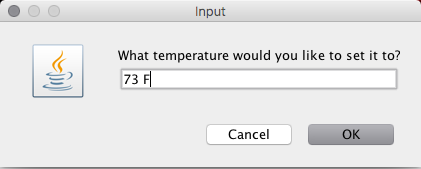 Input
What temperature would you like to set it to?
73 F
Cancel
OK